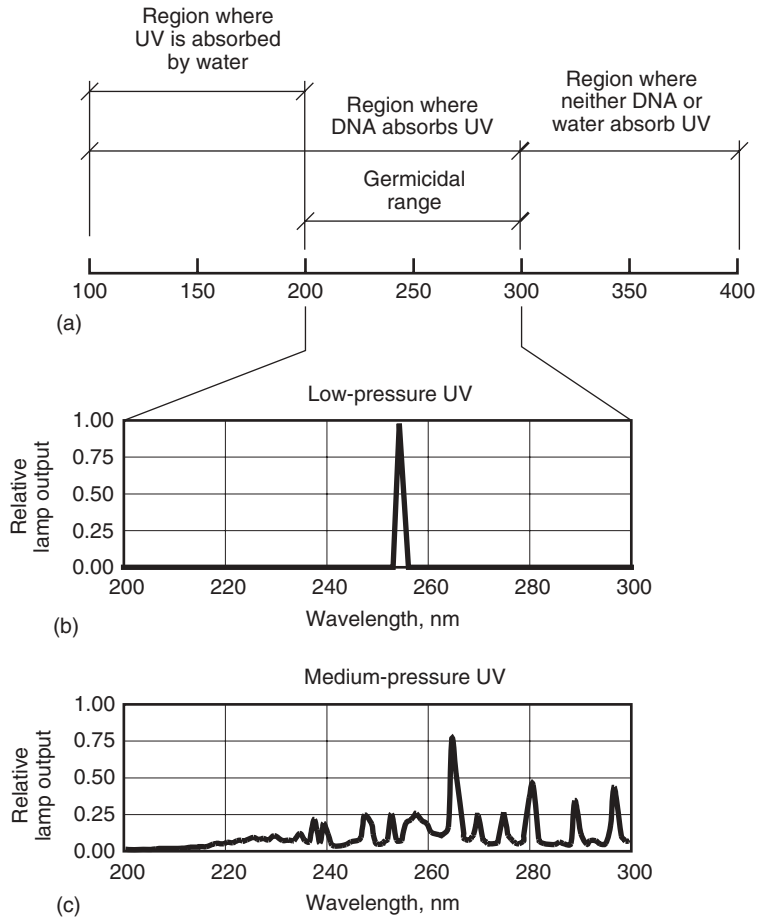 Region where
UV is absorbed
by water
Region where
DNA absorbs UV
Region where
neither DNA or
water absorb UV
Germicidal
range
100 150 200 250 300 350 400
(a)
Low-pressure UV
1.00
0.75
0.50
0.25
0.00
Relative
lamp output
200 220 240 260 280 300
Wavelength, nm
(b)
Medium-pressure UV
1.00
0.75
0.50
0.25
0.00
Relative
lamp output
200 220 240 260 280 300
Wavelength, nm
(c)